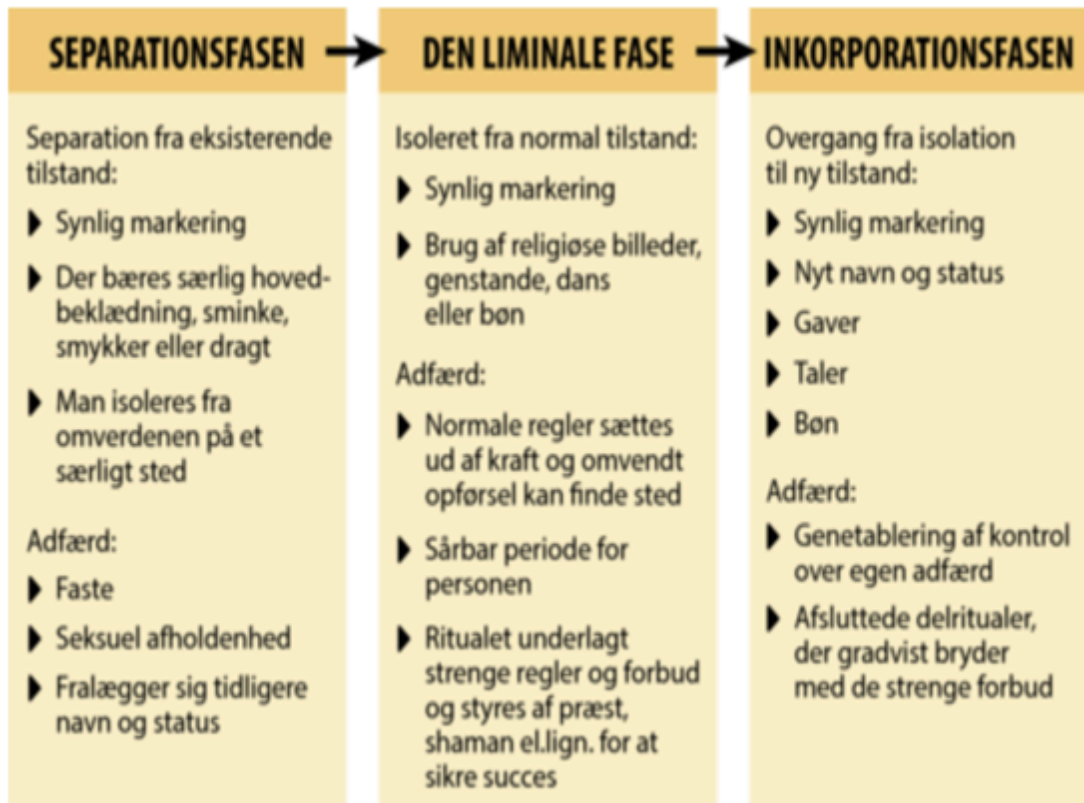 SEPARATIONSFASEN
Separation fra eksisterende
tilstand:
Synlig markering
Der bæres særlig hoved-
beklædning, sminke,
smykker eller dragt
Man isoleres fra
omverdenen på et
særligt sted
Adfærd:
Faste
Seksuel afholdenhed
Fralægger sig tidligere
navn og status
DEN LIMINALE FASE
Isoleret fra normal tilstand:
Synlig markering
Brug af religiøse billeder,
genstande, dans
eller bøn
Adfærd:
Normale regler sættes
ud af kraft og omvendt
opførsel kan finde sted
Sårbar periode for
personen
Ritualet underlagt
strenge regler og forbud
og styres af præst,
shaman el.lign. for at
sikre succes
INKORPORATIONSFASEN
Overgang fra isolation
til ny tilstand:
Synlig markering
Nyt navn og status
Gaver
Taler
Bøn
Adfærd:
Genetablering af kontrol
over egen adfærd
Afsluttede delritualer,
der gradvist bryder
med de strenge forbud